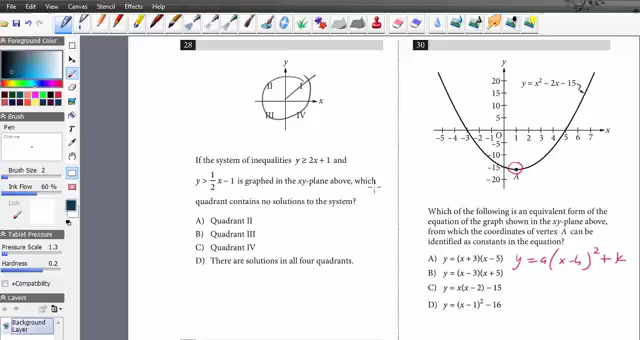 File Edit View Canvas Stencil Effects Help
Foreground Color
Brush
Pen
Brush Size
2
Ink Flow
60 %
DAS
Tablet Pressure
Pressure Scale 1.3
Hardness 0.2
+Compatibility
Layers
Background Layer
28
y
II I
x
III IV
If the system of inequalities y ≥ 2x + 1 and
y > 1/2 x − 1 is graphed in the xy-plane above, which
quadrant contains no solutions to the system?
A) Quadrant II
B) Quadrant III
C) Quadrant IV
D) There are solutions in all four quadrants.
30
y
20
15
10
5
y = x² − 2x − 15
x
-5 -4 -3 -2 -1 O 1 2 3 4 5 6 7
-5
-10
-15
-20
A
Which of the following is an equivalent form of the
equation of the graph shown in the xy-plane above,
from which the coordinates of vertex A can be
identified as constants in the equation?
A) y = (x + 3)(x − 5)
y = a(x-h)² + k
B) y = (x − 3)(x + 5)
C) y = x(x − 2) − 15
D) y = (x − 1)² − 16